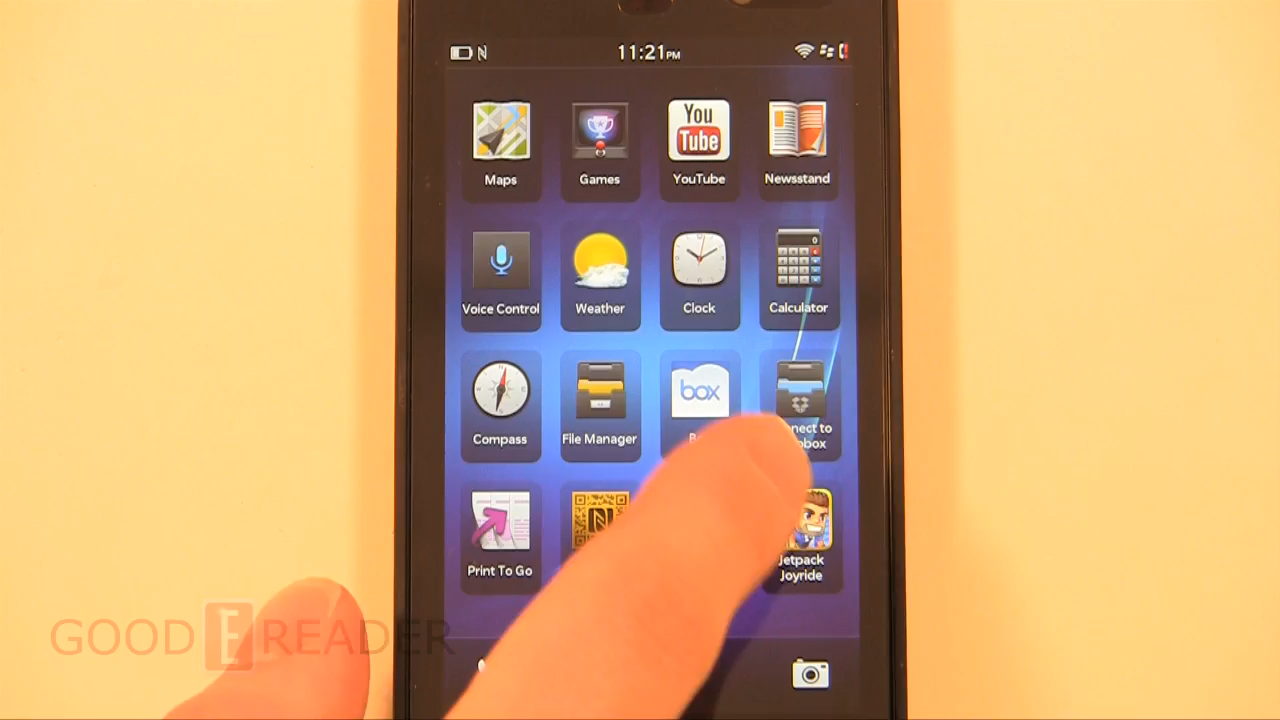 11:21PM
Maps
Games
You
Tube
YouTube
Newsstand
Voice Control
Weather
Clock
0
Calculator
Compass
File Manager
box
Print To Go
Jetpack
Joyride
GOOD E READER